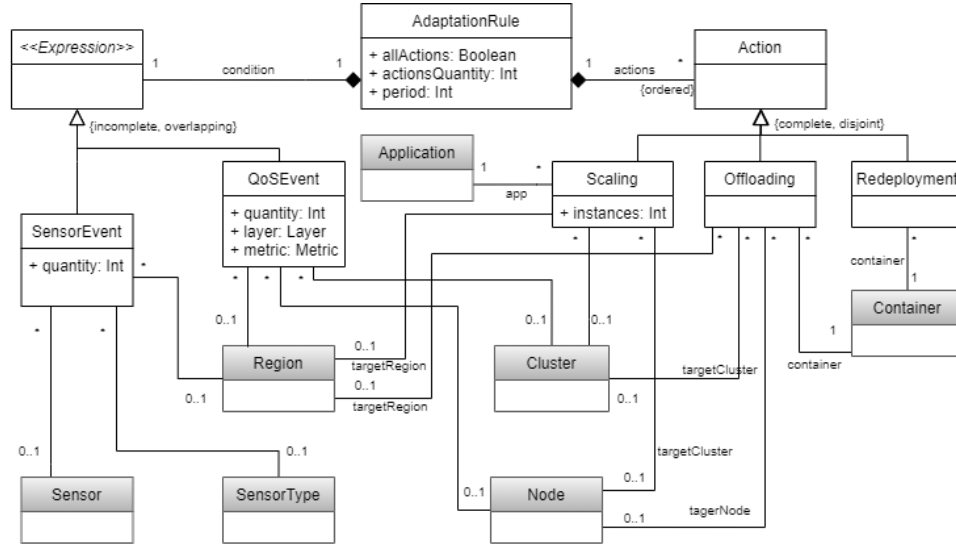 AdaptationRule
+ allActions: Boolean
+ actionsQuantity: Int
+ period: Int
<<Expression>>
Action
1
condition
1
1
actions
*
{ordered}
{incomplete, overlapping}
{complete, disjoint}
Application
1
*
app
QoSEvent
+ quantity: Int
+ layer: Layer
+ metric: Metric
Scaling
+ instances: Int
Offloading
Redeployment
SensorEvent
+ quantity: Int
*
*
*
*
*
*
*
*
*
*
*
container
1
Container
*
*
0..1
0..1
0..1
1
container
Region
0..1
targetRegion
0..1
targetRegion
Cluster
targetCluster
0..1
0..1
0..1
0..1
targetCluster
Sensor
SensorType
0..1
Node
0..1
0..1
tagerNode